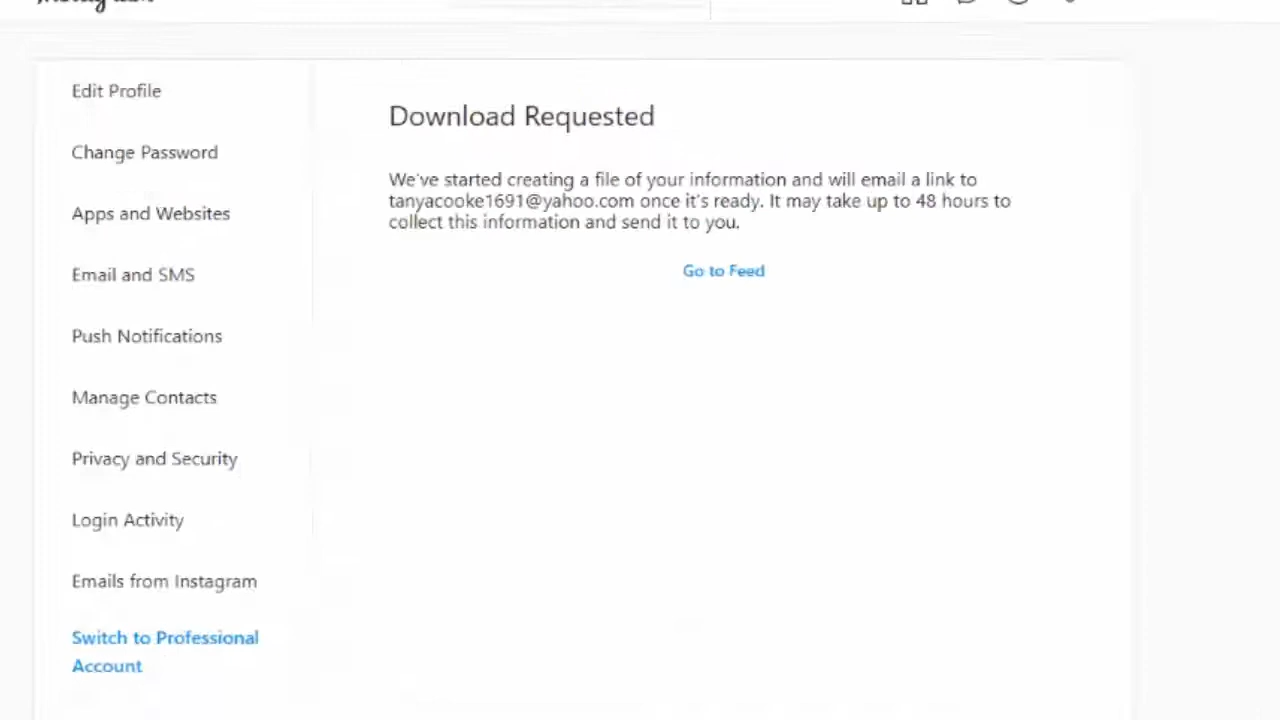 Instagram
Edit Profile
Change Password
Apps and Websites
Email and SMS
Push Notifications
Manage Contacts
Privacy and Security
Login Activity
Emails from Instagram
Switch to Professional
Account
Download Requested
We've started creating a file of your information and will email a link to
tanyacooke1691@yahoo.com once it's ready. It may take up to 48 hours to
collect this information and send it to you.
Go to Feed